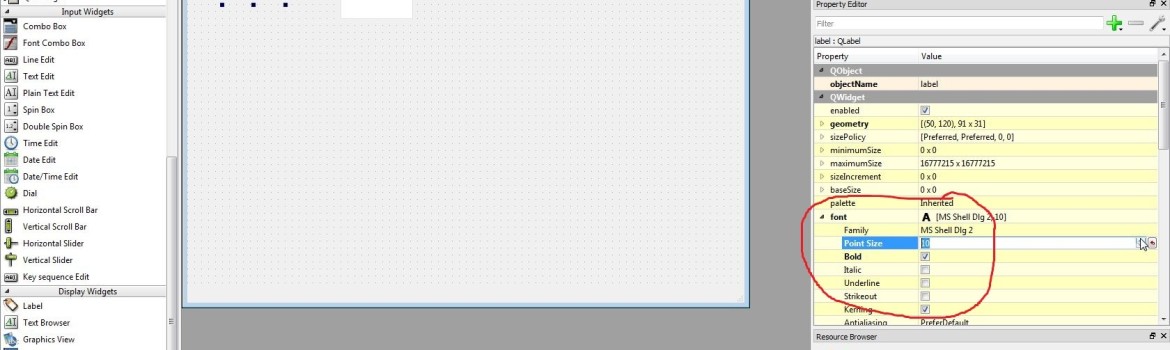 Input Widgets
Combo Box
Font Combo Box
Line Edit
Text Edit
Plain Text Edit
Spin Box
Double Spin Box
Time Edit
Date Edit
Date/Time Edit
Dial
Horizontal Scroll Bar
Vertical Scroll Bar
Horizontal Slider
Vertical Slider
Key sequence Edit
Display Widgets
Label
Text Browser
Graphics View
Property Editor
Filter
label : QLabel
Property Value
QObject
objectName label
QWidget
enabled
geometry [(50, 120), 91 x 31]
sizePolicy [Preferred, Preferred, 0, 0]
minimumSize 0 x 0
maximumSize 16777215 x 16777215
sizeIncrement 0 x 0
baseSize 0 x 0
palette Inherited
font A [MS Shell Dlg 2, 10]
Family MS Shell Dlg 2
Point Size 10
Bold
Italic
Underline
Strikeout
Kerning
Antialiasing PreferDefault
Resource Browser